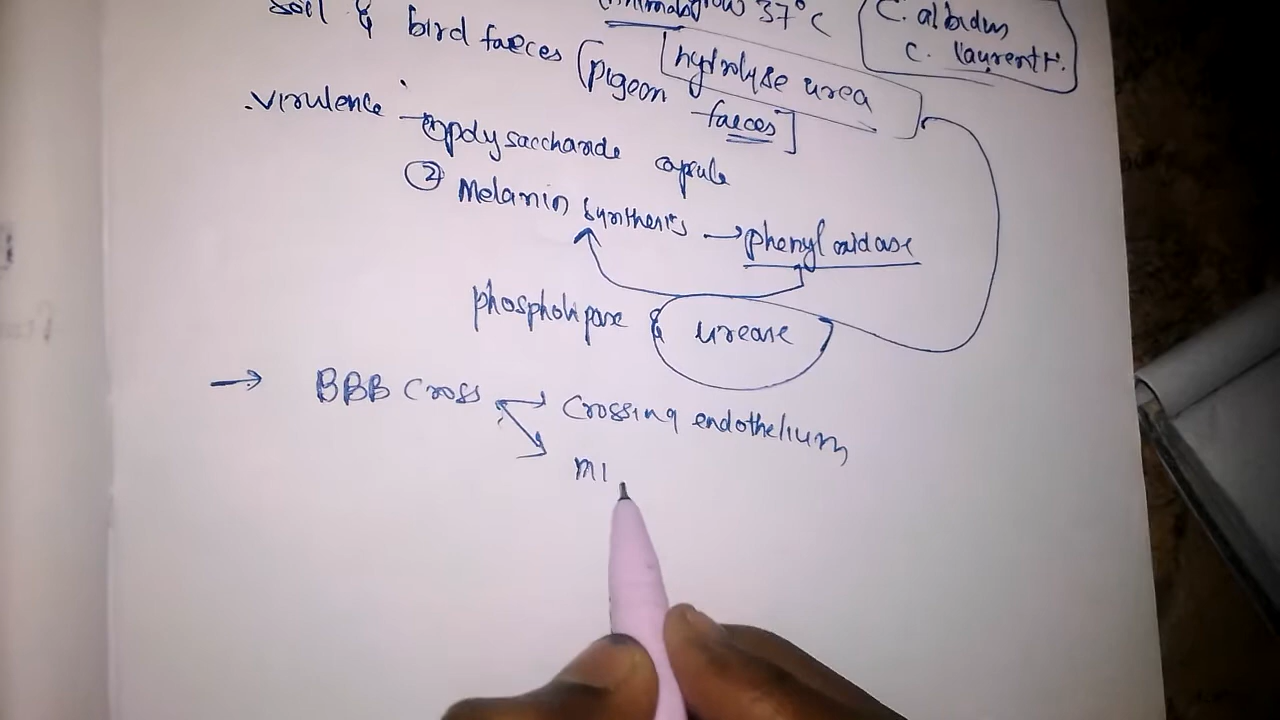 soil & bird faeces (pigeon faeces]
37°C
[hydrolyse urea]
C. albidus
C. laurentii.
.virulence → ① polysaccharide capsule
② Melanin synthesis → phenyl oxidase
phospholipase & urease
→ BBB Cross → Crossing endothelium
mi